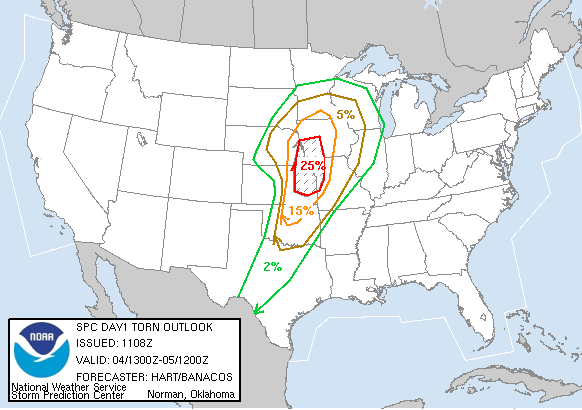 5%
25%
15%
2%
NOAA
SPC DAY1 TORN OUTLOOK
ISSUED: 1108Z
VALID: 04/1300Z-05/1200Z
FORECASTER: HART/BANACOS
National Weather Service
Storm Prediction Center Norman, Oklahoma